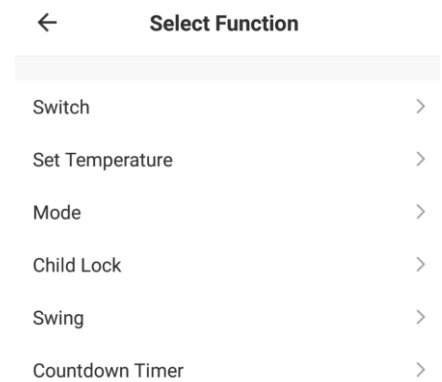 Select Function
Switch
Set Temperature
Mode
Child Lock
Swing
Countdown Timer